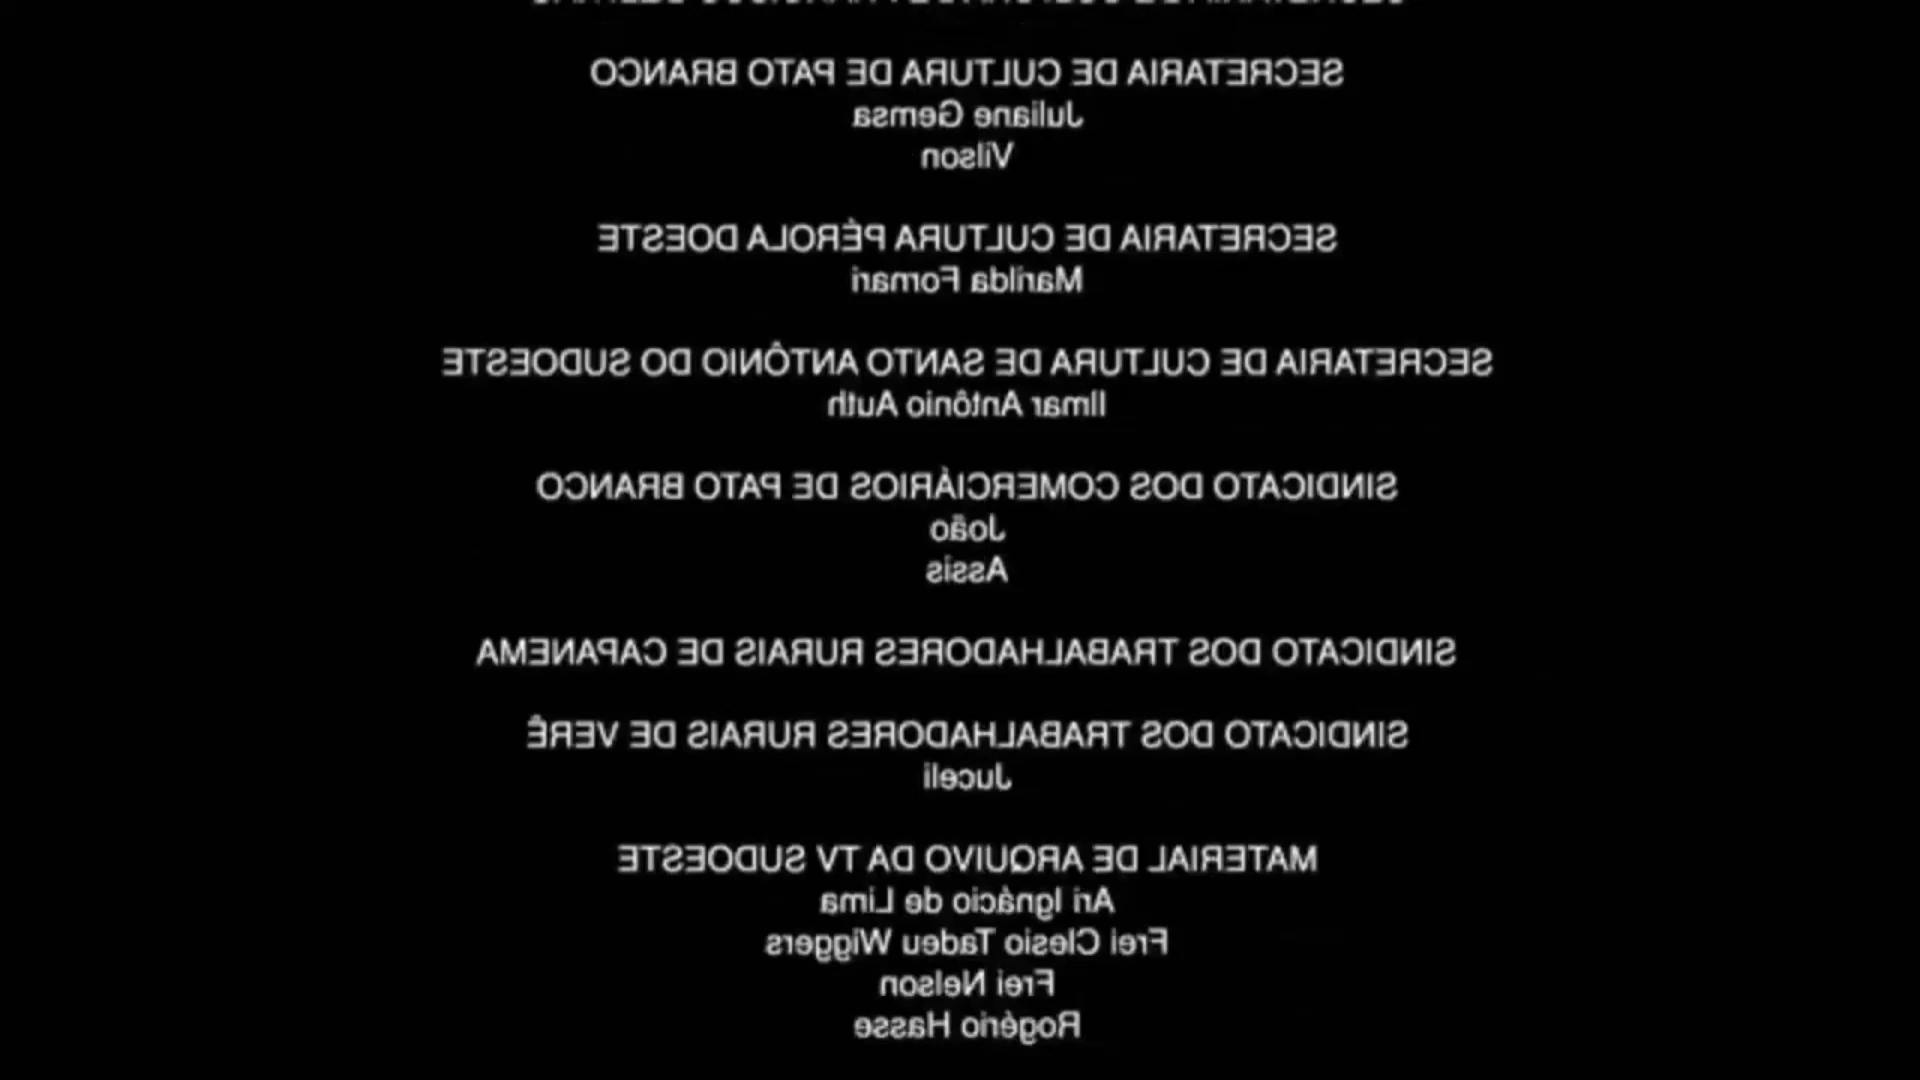 SECRETARIA DE CULTURA DE PATO BRANCO
Juliane Gemsa
Vilson
SECRETARIA DE CULTURA PÉROLA DOESTE
Marilda Fornari
SECRETARIA DE CULTURA DE SANTO ANTÔNIO DO SUDOESTE
Ilmar Antônio Auth
SINDICATO DOS COMERCIÁRIOS DE PATO BRANCO
João
Assis
SINDICATO DOS TRABALHADORES RURAIS DE CAPANEMA
SINDICATO DOS TRABALHADORES RURAIS DE VERÊ
Juceli
MATERIAL DE ARQUIVO DA TV SUDOESTE
Ari Ignácio de Lima
Frei Clesio Tadeu Wiggers
Frei Nelson
Rogério Hasse